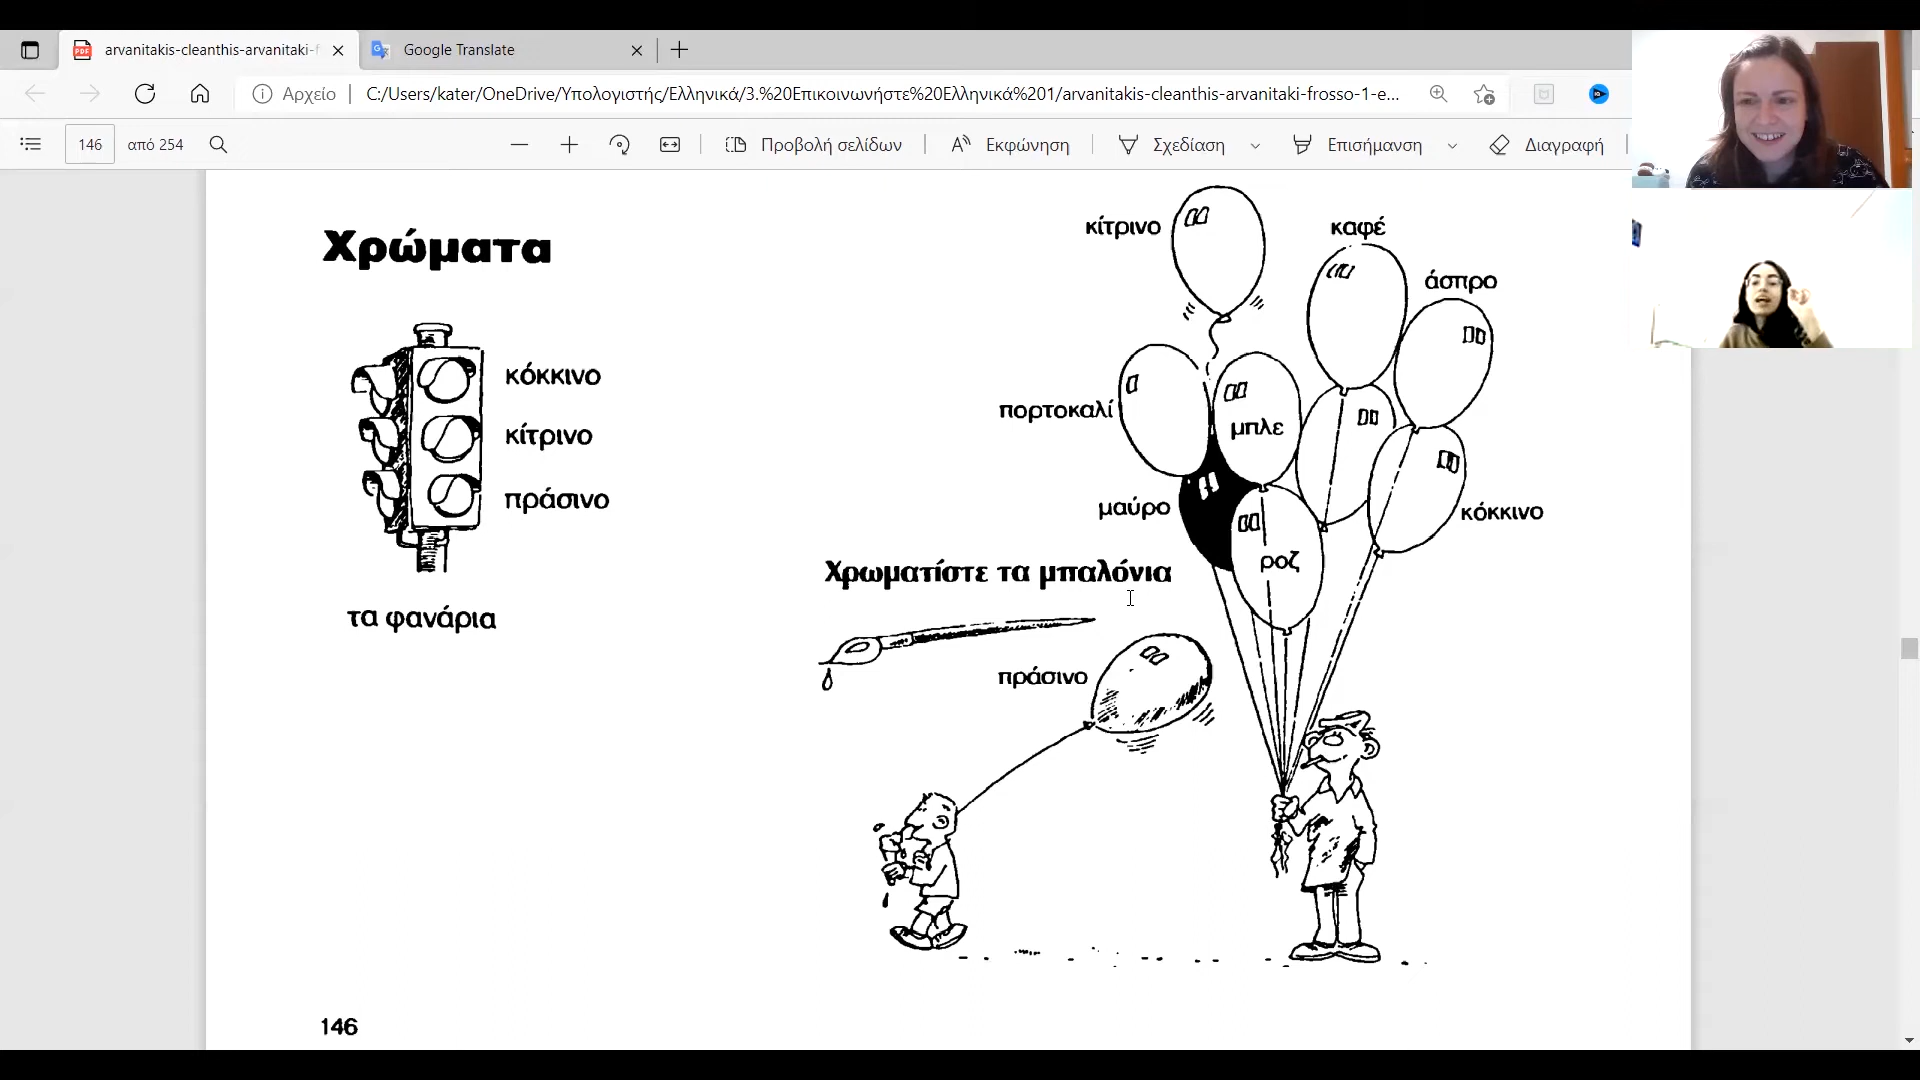 arvanitakis-cleanthis-arvanitaki-f
Google Translate
Αρχείο
C:/Users/kater/OneDrive/Υπολογιστής/Ελληνικά/3.%20Επικοινωνήστε%20Ελληνικά%201/arvanitakis-cleanthis-arvanitaki-frosso-1-e...
146 από 254
Προβολή σελίδων
Εκφώνηση
Σχεδίαση
Επισήμανση
Διαγραφή
Χρώματα
κόκκινο
κίτρινο
πράσινο
τα φανάρια
κίτρινο
καφέ
άσπρο
πορτοκαλί
μπλε
μαύρο
κόκκινο
ροζ
Χρωματίστε τα μπαλόνια
πράσινο
146